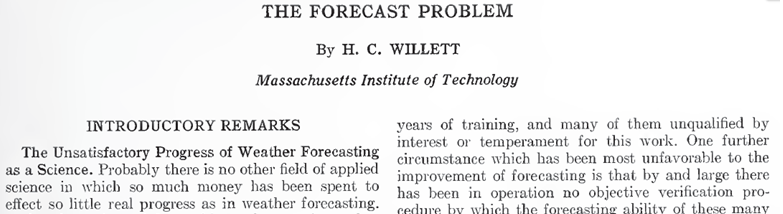 THE FORECAST PROBLEM
By H. C. WILLETT
Massachusetts Institute of Technology
INTRODUCTORY REMARKS
The Unsatisfactory Progress of Weather Forecasting
as a Science. Probably there is no other field of applied
science in which so much money has been spent to
effect so little real progress as in weather forecasting.
years of training, and many of them unqualified by
interest or temperament for this work. One further
circumstance which has been most unfavorable to the
improvement of forecasting is that by and large there
has been in operation no objective verification pro-
cedure by which the forecasting ability of these many